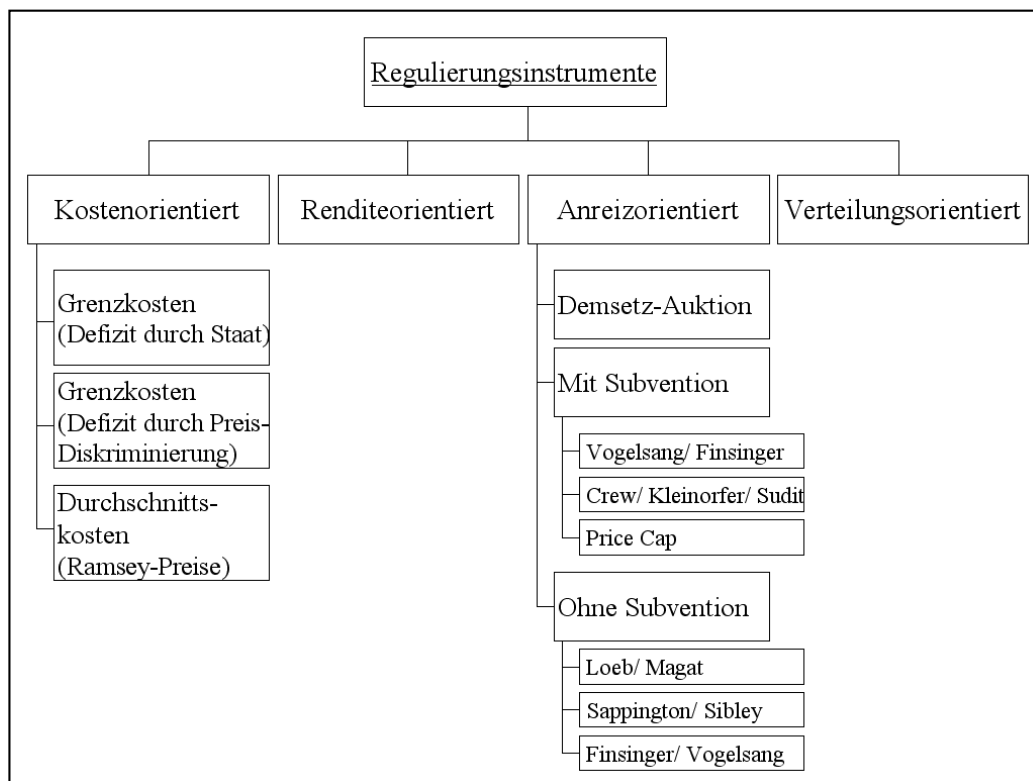 Regulierungsinstrumente
Kostenorientiert
Grenzkosten
(Defizit durch Staat)
Grenzkosten
(Defizit durch Preis-
Diskriminierung)
Durchschnitts-
kosten
(Ramsey-Preise)
Renditeorientiert
Anreizorientiert
Demsetz-Auktion
Mit Subvention
Vogelsang/ Finsinger
Crew/ Kleinorfer/ Sudit
Price Cap
Ohne Subvention
Loeb/ Magat
Sappington/ Sibley
Finsinger/ Vogelsang
Verteilungsorientiert